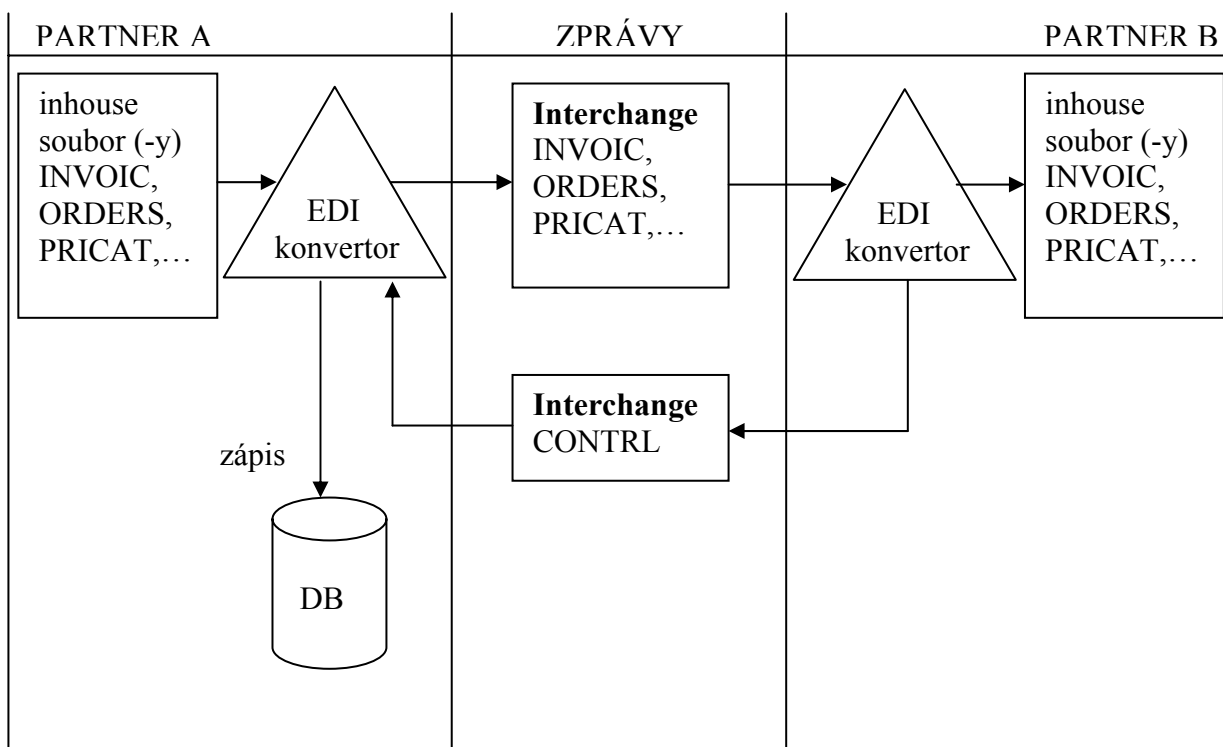 PARTNER A
ZPRÁVY
PARTNER B
inhouse
soubor (-y)
INVOIC,
ORDERS,
PRICAT,…
EDI
konvertor
Interchange
INVOIC,
ORDERS,
PRICAT,…
EDI
konvertor
inhouse
soubor (-y)
INVOIC,
ORDERS,
PRICAT,…
Interchange
CONTRL
zápis
DB